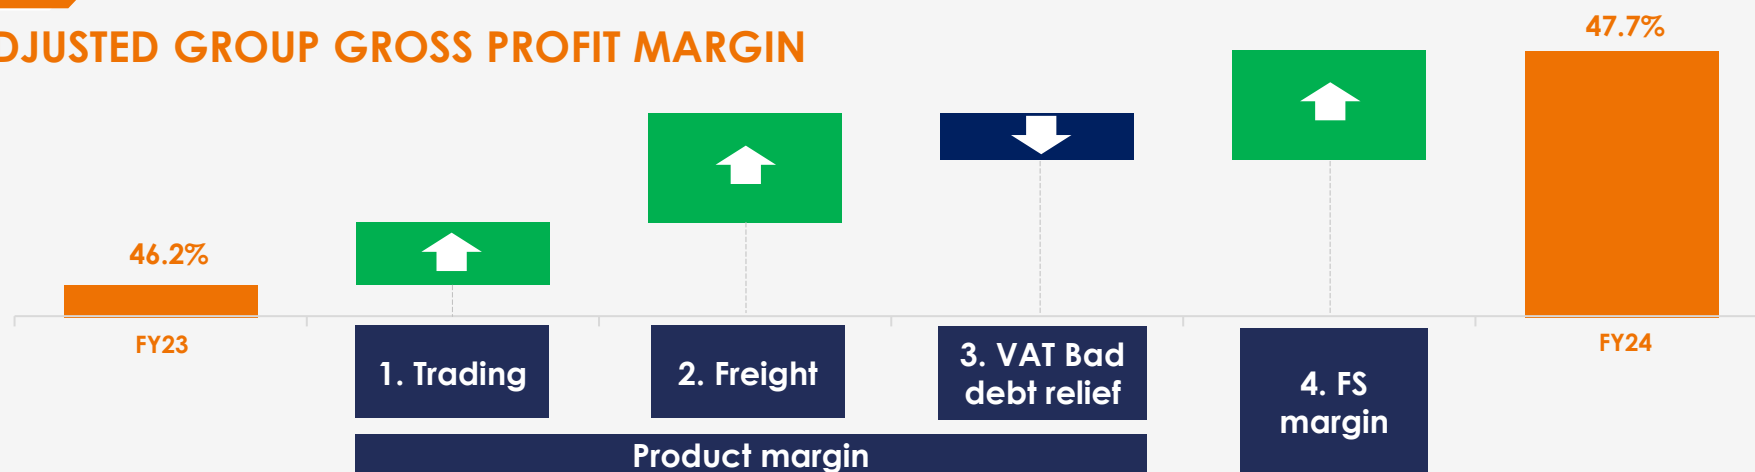 DJUSTED GROUP GROSS PROFIT MARGIN
47.7%
46.2%
FY23
FY24
1. Trading
2. Freight
3. VAT Bad
debt relief
4. FS
margin
Product margin